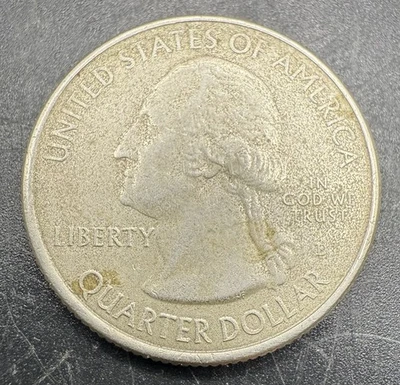 UNITED STATES OF AMERICA
LIBERTY
IN
GOD WE
TRUST
QUARTER DOLLAR